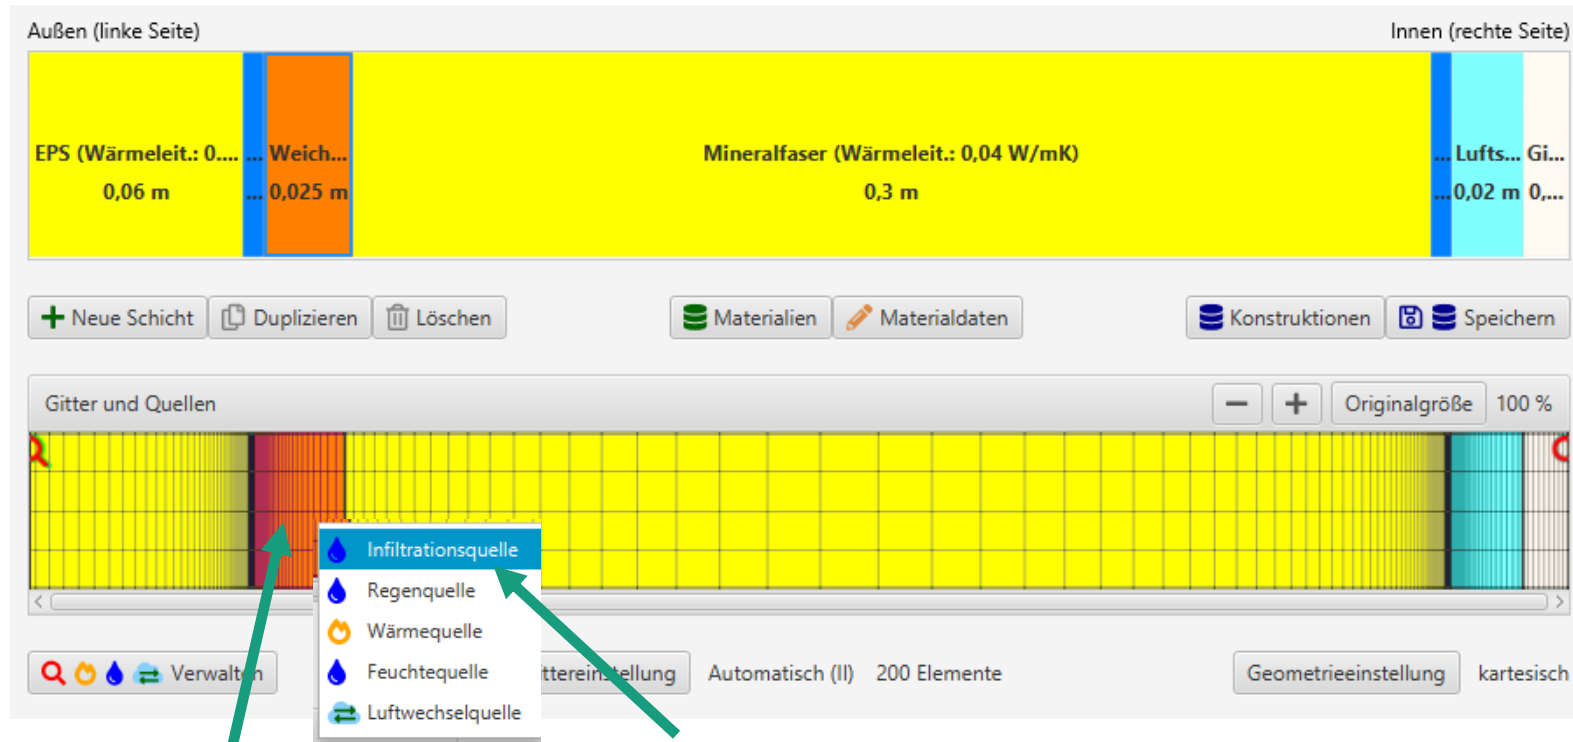 Außen (linke Seite) Innen (rechte Seite)
EPS (Wärmeleit.: 0.... ... Weich... Mineralfaser (Wärmeleit.: 0,04 W/mK) ... Lufts... Gi...
0,06 m ... 0,025 m 0,3 m ... 0,02 m 0,...
Neue Schicht Duplizieren Löschen Materialien Materialdaten Konstruktionen Speichern
Gitter und Quellen Originalgröße 100 %
Infiltrationsquelle
Regenquelle
Wärmequelle
Feuchtequelle
Luftwechselquelle
Verwalten ttereinstellung Automatisch (II) 200 Elemente Geometrieeinstellung kartesisch